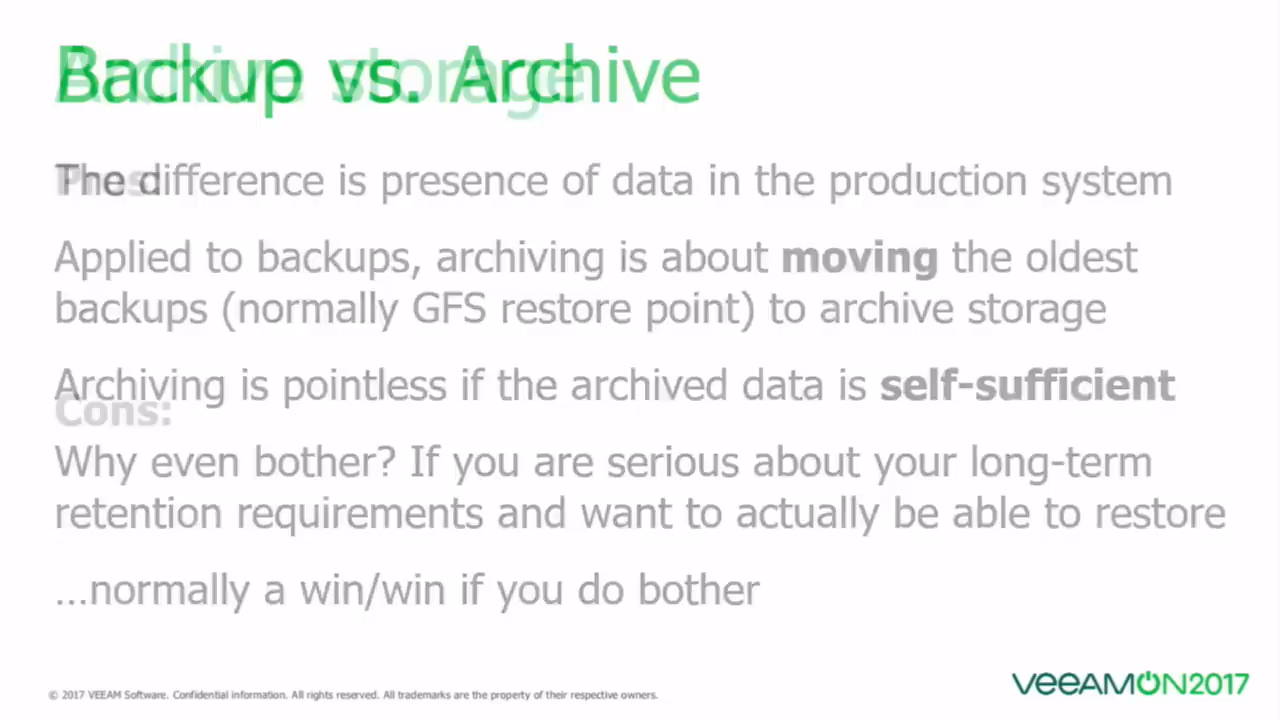 Backup vs. Archive
Archive storage
The difference is presence of data in the production system
Pros:
Applied to backups, archiving is about moving the oldest
backups (normally GFS restore point) to archive storage
Archiving is pointless if the archived data is self-sufficient
Cons:
Why even bother? If you are serious about your long-term
retention requirements and want to actually be able to restore
...normally a win/win if you do bother
© 2017 VEEAM Software. Confidential information. All rights reserved. All trademarks are the property of their respective owners.
VEEAMON2017